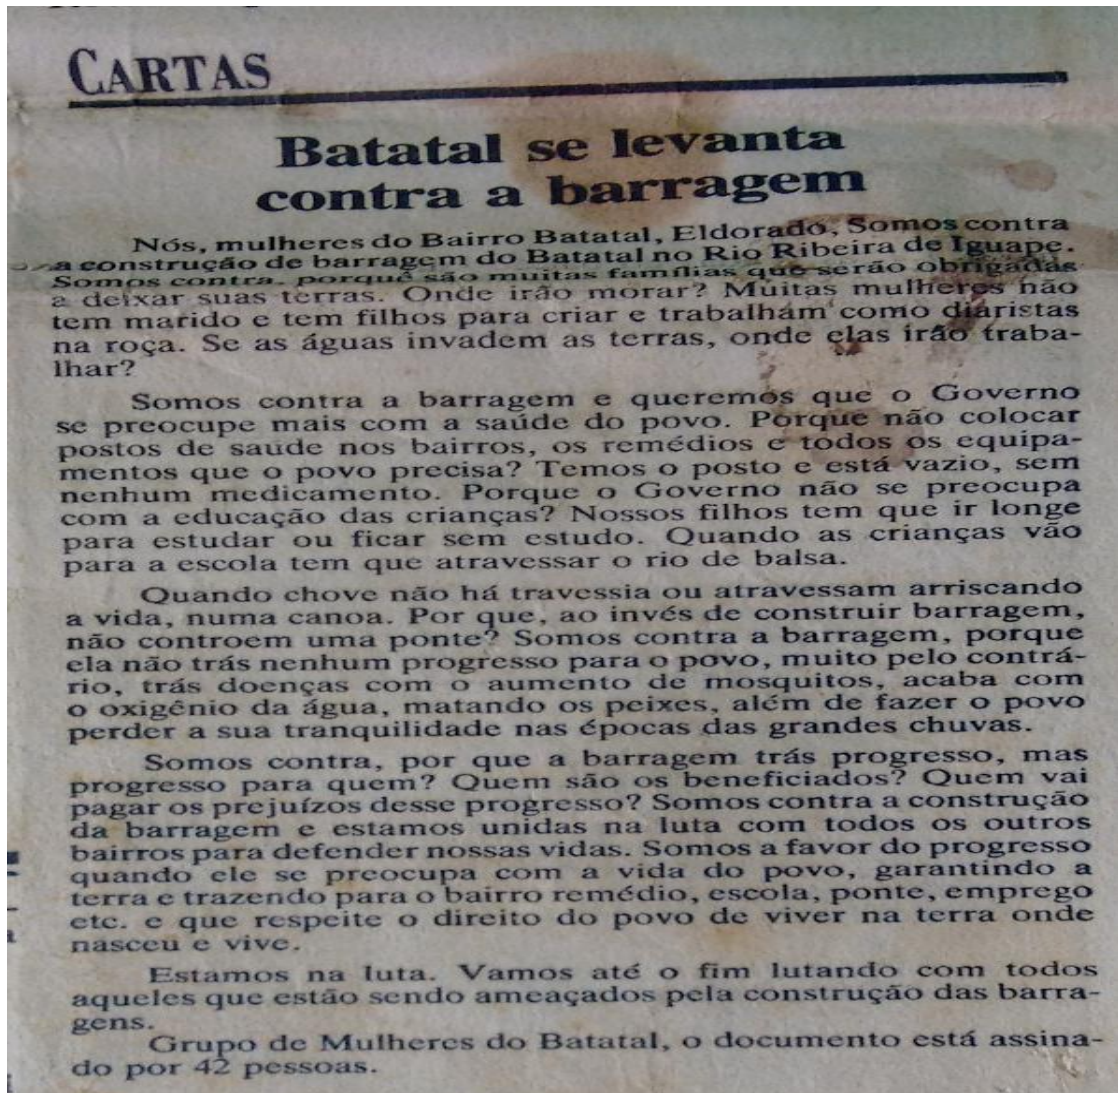 CARTAS
Batatal se levanta
contra a barragem
Nós, mulheres do Bairro Batatal, Eldorado, Somos contra
a construção de barragem do Batatal no Rio Ribeira de Iguape.
Somos contra, porquê são muitas famílias que serão obrigadas
a deixar suas terras. Onde irão morar? Muitas mulheres não
tem marido e tem filhos para criar e trabalham como diaristas
na roça. Se as águas invadem as terras, onde elas irão traba-
lhar?
Somos contra a barragem e queremos que o Governo
se preocupe mais com a saúde do povo. Porque não colocar
postos de saúde nos bairros, os remédios e todos os equipa-
mentos que o povo precisa? Temos o posto e está vazio, sem
nenhum medicamento. Porque o Governo não se preocupa
com a educação das crianças? Nossos filhos tem que ir longe
para estudar ou ficar sem estudo. Quando as crianças vão
para a escola tem que atravessar o rio de balsa.
Quando chove não há travessia ou atravessam arriscando
a vida, numa canoa. Por que, ao invés de construir barragem,
não controem uma ponte? Somos contra a barragem, porque
ela não trás nenhum progresso para o povo, muito pelo contrá-
rio, trás doenças com o aumento de mosquitos, acaba com
o oxigênio da água, matando os peixes, além de fazer o povo
perder a sua tranquilidade nas épocas das grandes chuvas.
Somos contra, por que a barragem trás progresso, mas
progresso para quem? Quem são os beneficiados? Quem vai
pagar os prejuízos desse progresso? Somos contra a construção
da barragem e estamos unidas na luta com todos os outros
bairros para defender nossas vidas. Somos a favor do progresso
quando ele se preocupa com a vida do povo, garantindo a
terra e trazendo para o bairro remédio, escola, ponte, emprego
etc. e que respeite o direito do povo de viver na terra onde
nasceu e vive.
Estamos na luta. Vamos até o fim lutando com todos
aqueles que estão sendo ameaçados pela construção das barra-
gens.
Grupo de Mulheres do Batatal, o documento está assina-
do por 42 pessoas.